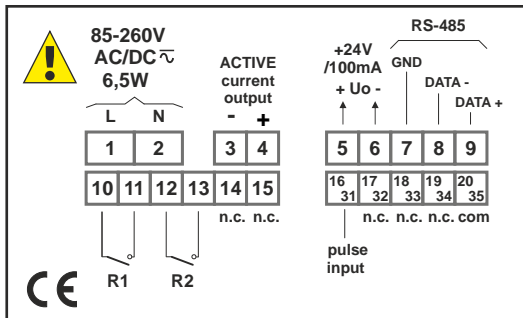 85-260V
AC/DC
6,5W
L N
ACTIVE
current
output
- +
+24V
/100mA
+ Uo -
RS-485
GND
DATA -
DATA +
1 2 3 4 5 6 7 8 9
10 11 12 13 14 15 16 31 17 32 18 33 19 34 20 35
n.c. n.c. n.c. n.c. n.c. com
R1 R2
pulse
input
CE